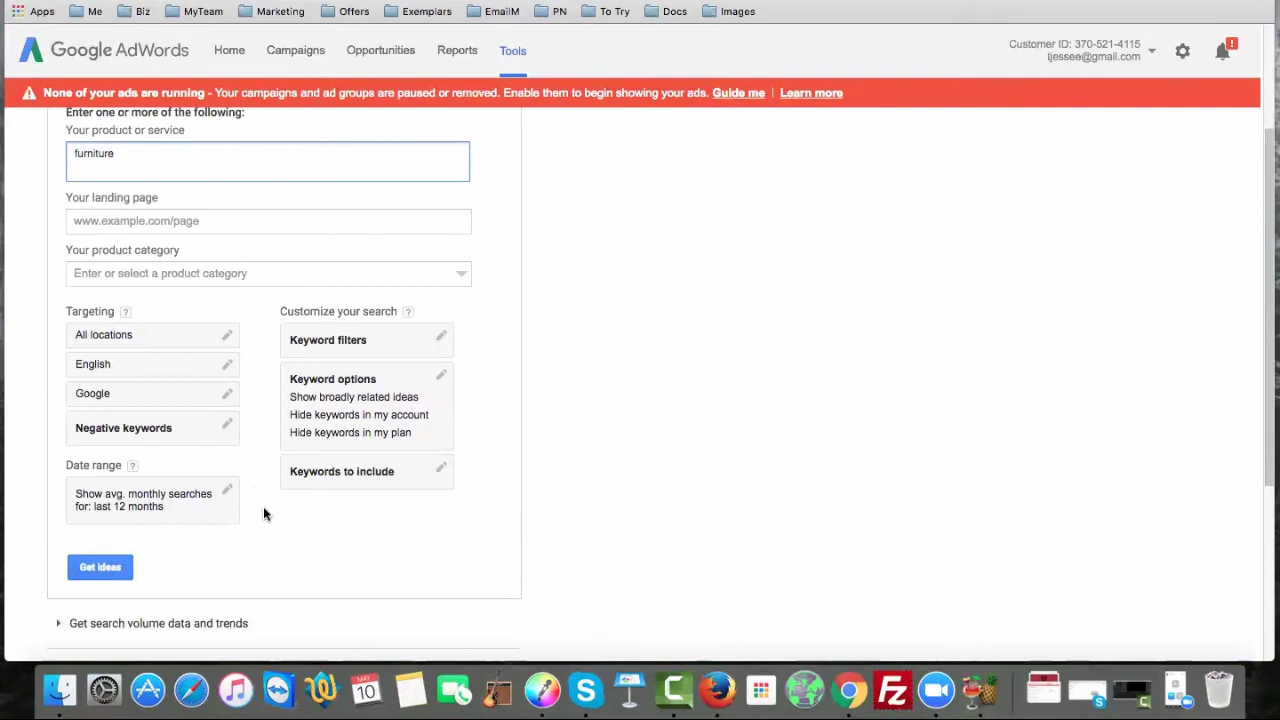 Apps Me Biz MyTeam Marketing Offers Exemplars EmailM PN To Try Docs Images
Google AdWords Home Campaigns Opportunities Reports Tools
Customer ID: 370-521-4115
ljessee@gmail.com
!
None of your ads are running - Your campaigns and ad groups are paused or removed. Enable them to begin showing your ads. Guide me | Learn more
Enter one or more of the following:
Your product or service
furniture
Your landing page
www.example.com/page
Your product category
Enter or select a product category
Targeting ?
All locations
English
Google
Negative keywords
Date range ?
Show avg. monthly searches
for: last 12 months
Customize your search ?
Keyword filters
Keyword options
Show broadly related ideas
Hide keywords in my account
Hide keywords in my plan
Keywords to include
Get ideas
Get search volume data and trends
MAY
10
S
C
Fz